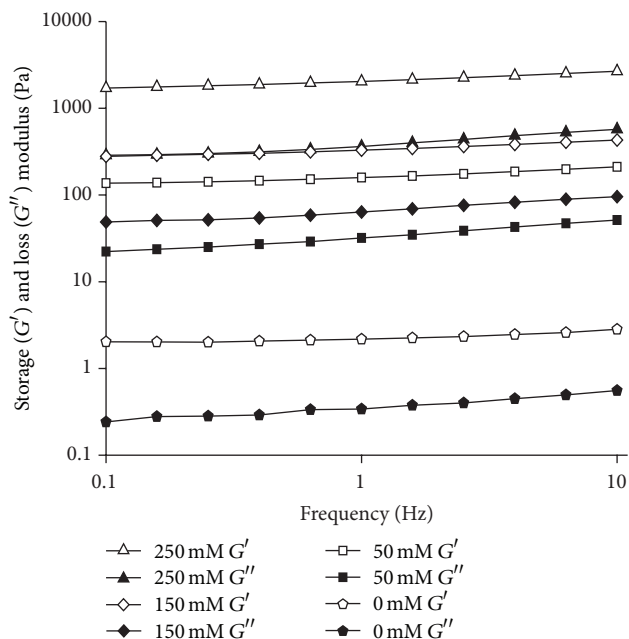 Storage (G′) and loss (G″) modulus (Pa)
10000
1000
100
10
1
0.1
0.1
1
10
Frequency (Hz)
250 mM G′
250 mM G″
150 mM G′
150 mM G″
50 mM G′
50 mM G″
0 mM G′
0 mM G″